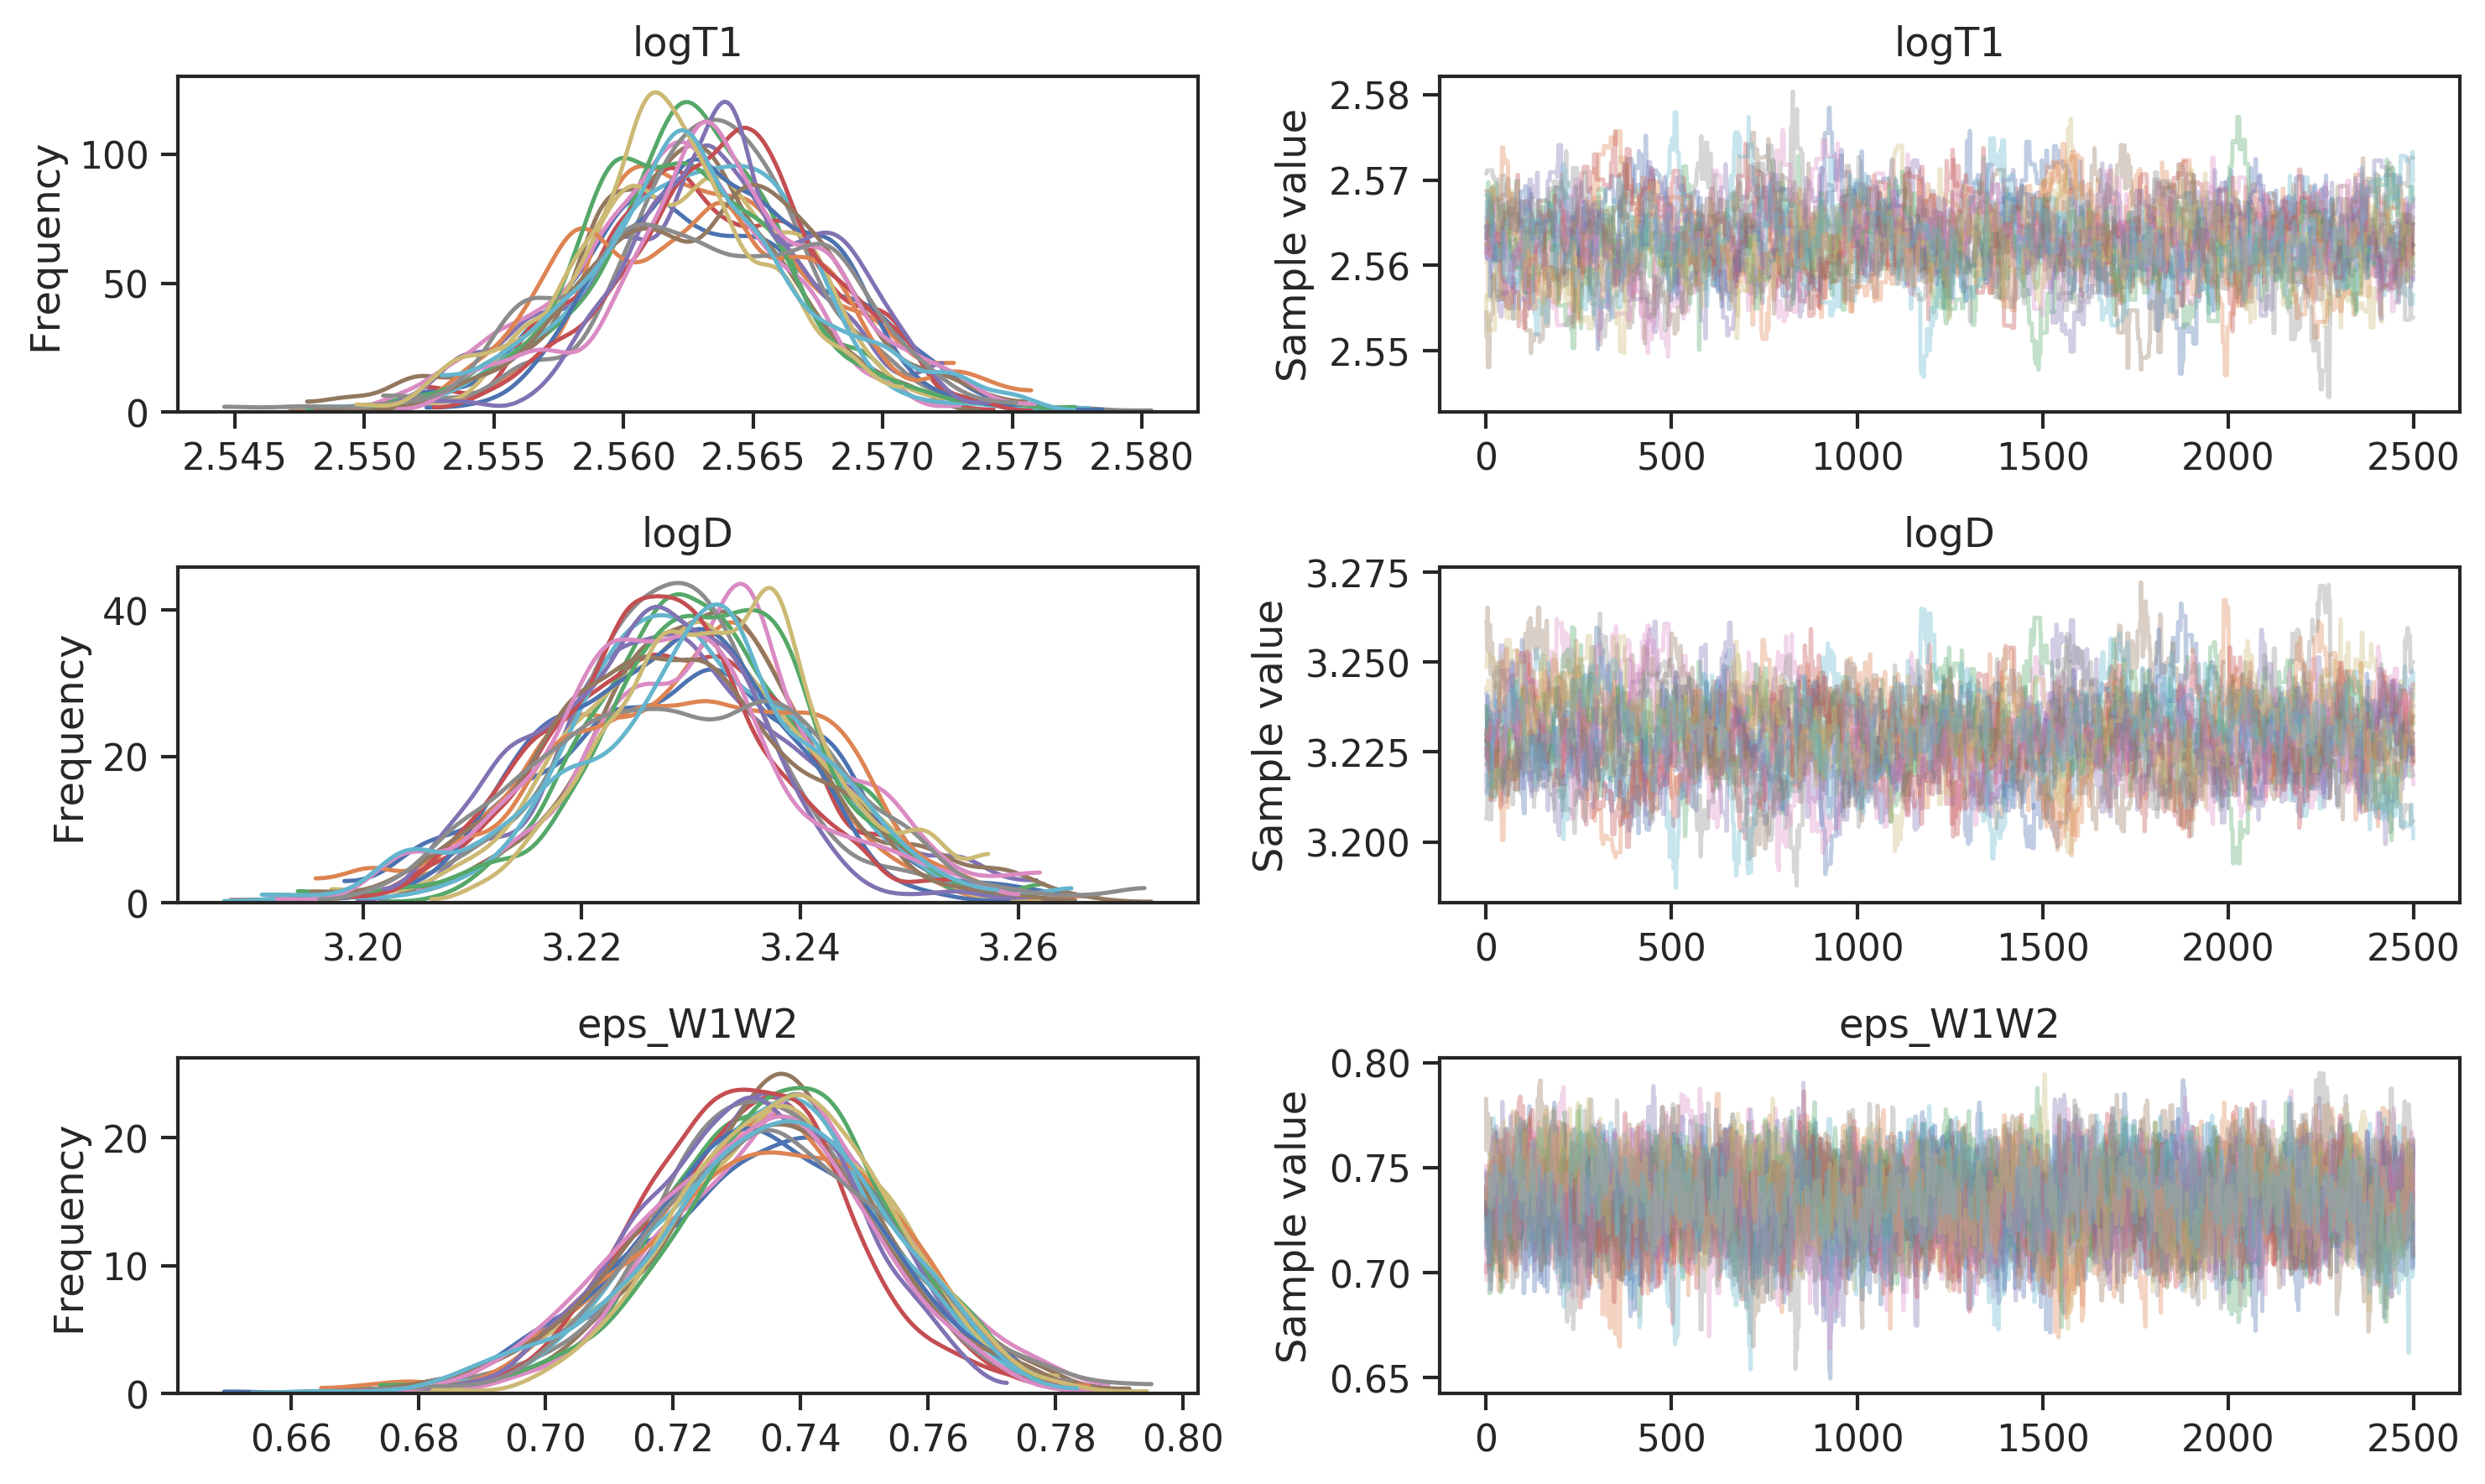 logT1
Frequency
100
50
0
2.545 2.550 2.555 2.560 2.565 2.570 2.575 2.580
logT1
Sample value
2.58
2.57
2.56
2.55
0 500 1000 1500 2000 2500
logD
Frequency
40
20
0
3.20 3.22 3.24 3.26
logD
Sample value
3.275
3.250
3.225
3.200
0 500 1000 1500 2000 2500
eps_W1W2
Frequency
20
10
0
0.66 0.68 0.70 0.72 0.74 0.76 0.78 0.80
eps_W1W2
Sample value
0.80
0.75
0.70
0.65
0 500 1000 1500 2000 2500